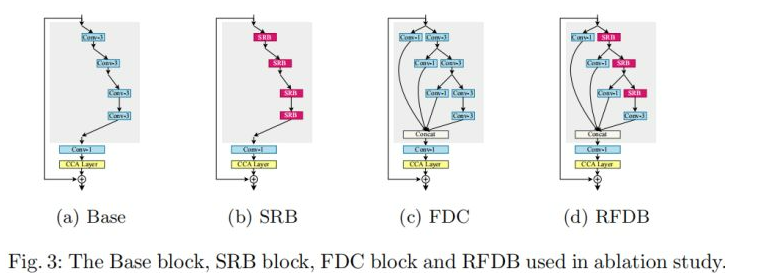 Conv-3
Conv-3
Conv-3
Conv-3
Conv-1
CCA Layer
(a) Base
SRB
SRB
SRB
SRB
Conv-1
CCA Layer
(b) SRB
Conv-1 Conv-3
Conv-1 Conv-3
Conv-1 Conv-3
Conv-3
Concat
Conv-1
CCA Layer
(c) FDC
Conv-1 SRB
Conv-1 SRB
Conv-1 SRB
Conv-3
Concat
Conv-1
CCA Layer
(d) RFDB
Fig. 3: The Base block, SRB block, FDC block and RFDB used in ablation study.